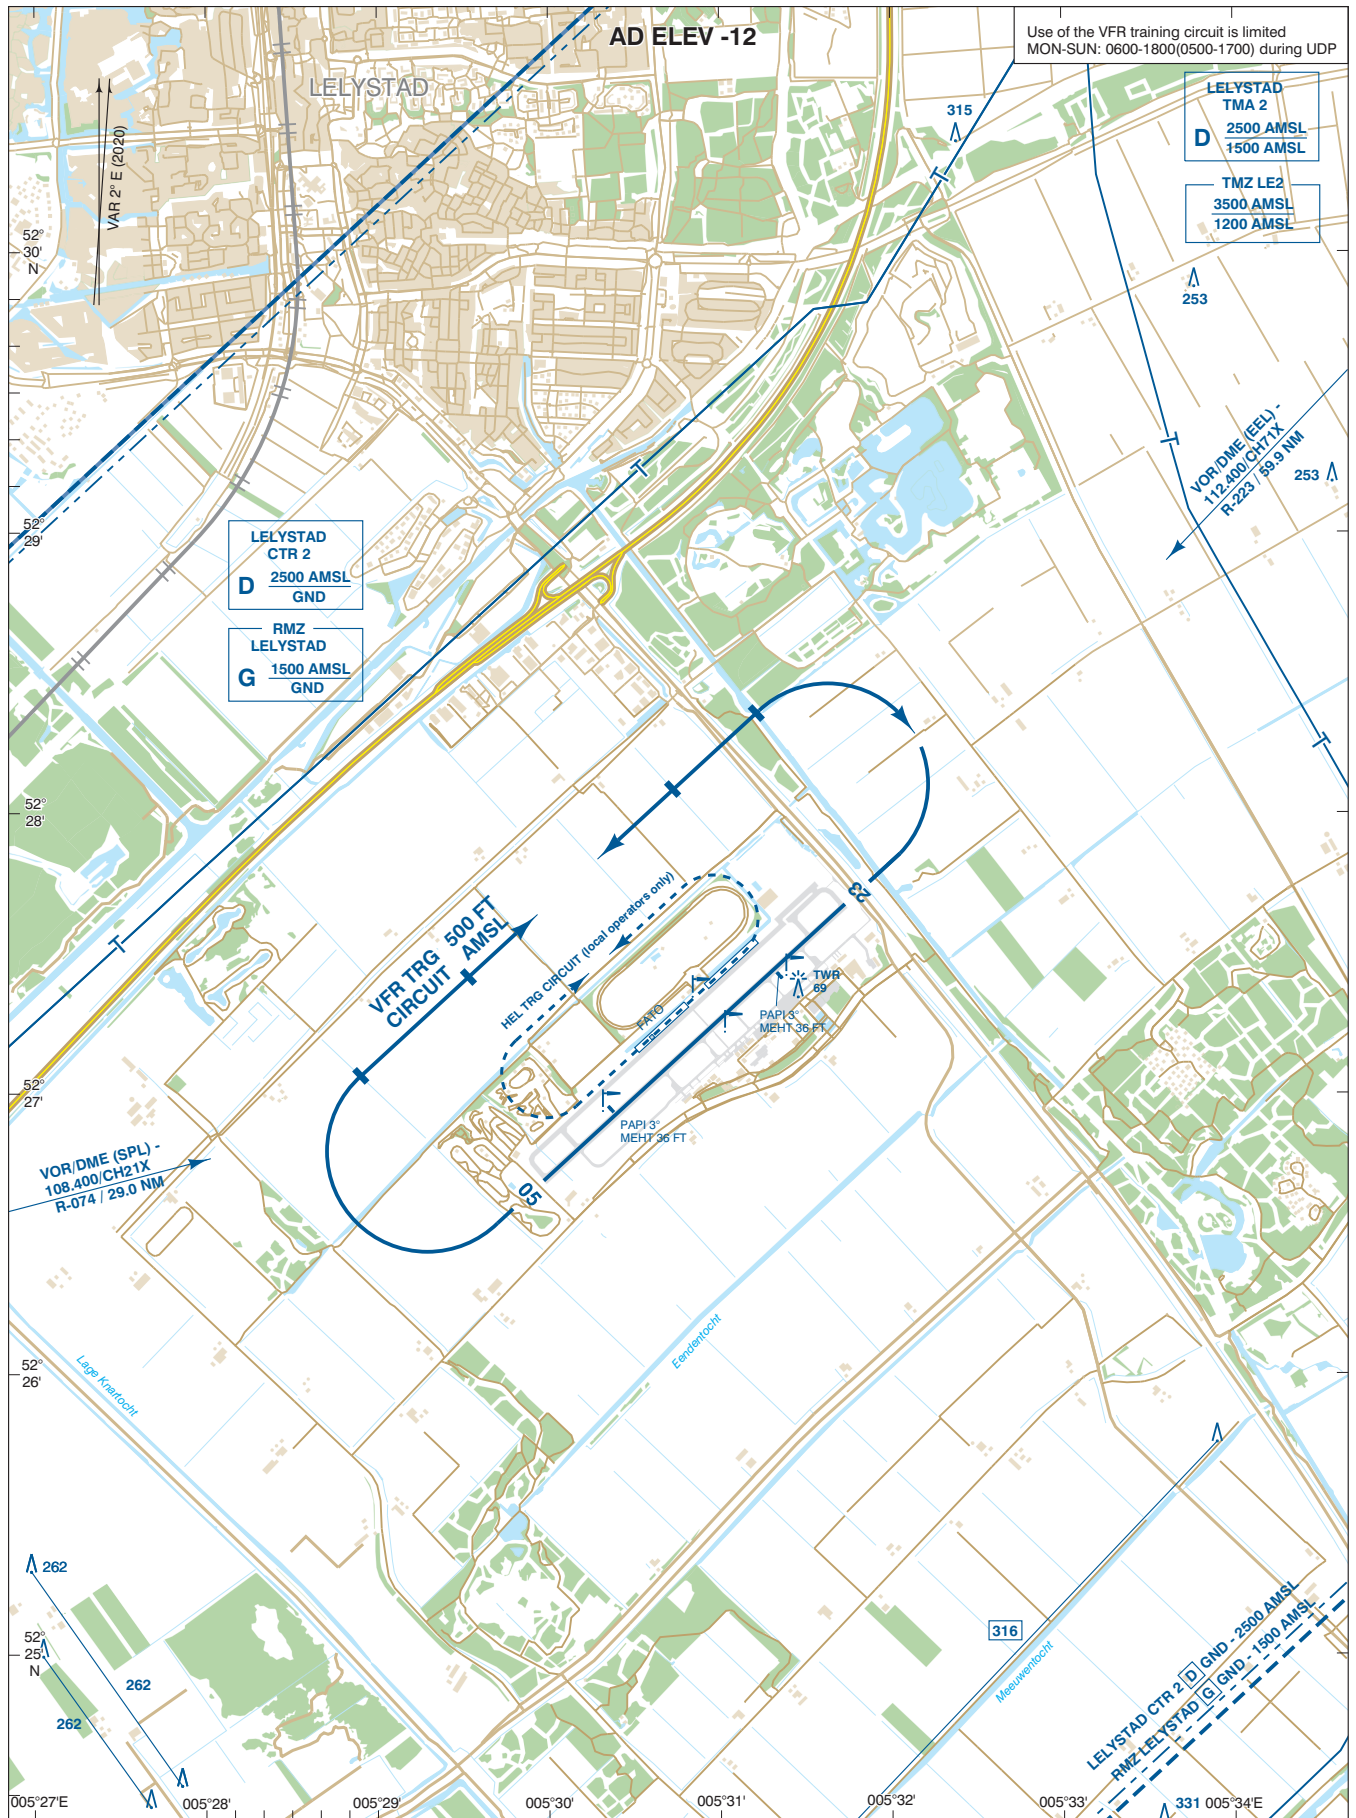 AD ELEV -12
Use of the VFR training circuit is limited
MON-SUN: 0600-1800(0500-1700) during UDP
LELYSTAD
VAR 2° E (2020)
315
LELYSTAD
TMA 2
D
2500 AMSL
1500 AMSL
TMZ LE2
3500 AMSL
1200 AMSL
52°
30'
N
253
VOR/DME (EEL) -
112.400/CH71X
R-223 / 59.9 NM
253
T
T
T
T
T
52°
29'
LELYSTAD
CTR 2
D
2500 AMSL
GND
RMZ
LELYSTAD
G
1500 AMSL
GND
52°
28'
VFR TRG 500 FT
CIRCUIT AMSL
HEL TRG CIRCUIT (local operators only)
23
TWR
69
FATO
PAPI 3°
MEHT 36 FT
52°
27'
PAPI 3°
MEHT 36 FT
VOR/DME (SPL) -
108.400/CH21X
R-074 / 29.0 NM
05
Eendentocht
52°
26'
Lage Knartocht
262
52°
25'
N
262
262
316
Meeuwentocht
LELYSTAD CTR 2 D GND - 2500 AMSL
RMZ LELYSTAD G GND - 1500 AMSL
331
005°27'E
005°28'
005°29'
005°30'
005°31'
005°32'
005°33'
005°34'E